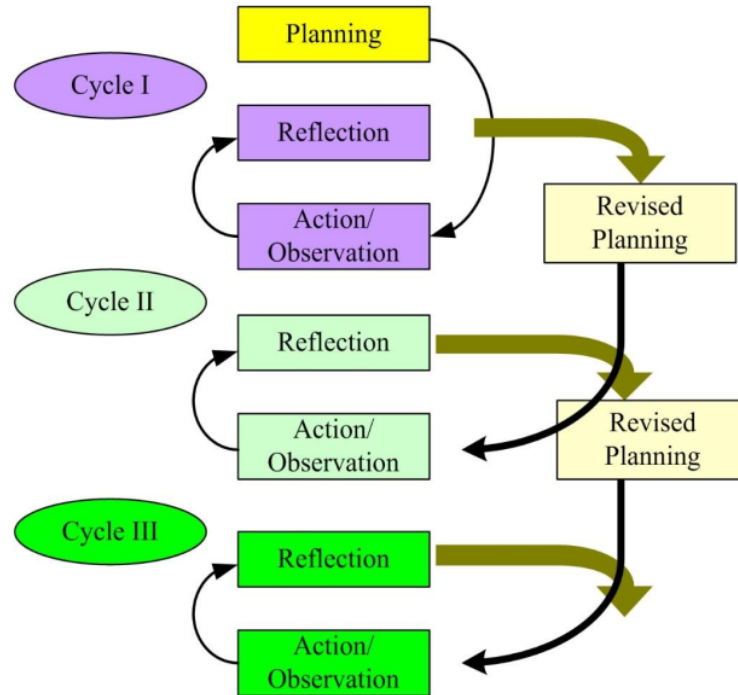 Planning
Cycle I
Reflection
Revised
Planning
Action/
Observation
Cycle II
Reflection
Revised
Planning
Action/
Observation
Cycle III
Reflection
Action/
Observation